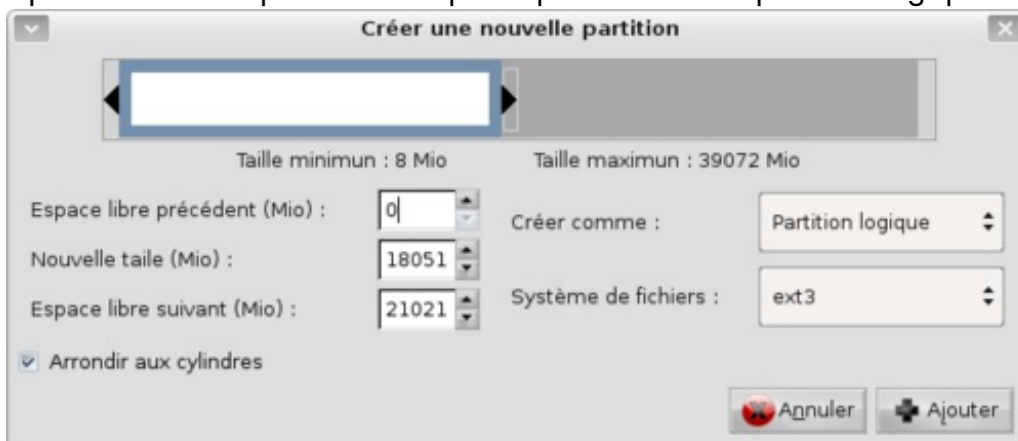 Créer une nouvelle partition
Taille minimun : 8 Mio Taille maximun : 39072 Mio
Espace libre précédent (Mio) : 0
Créer comme : Partition logique
Nouvelle taile (Mio) : 18051
Espace libre suivant (Mio) : 21021
Système de fichiers : ext3
Arrondir aux cylindres
Annuler Ajouter